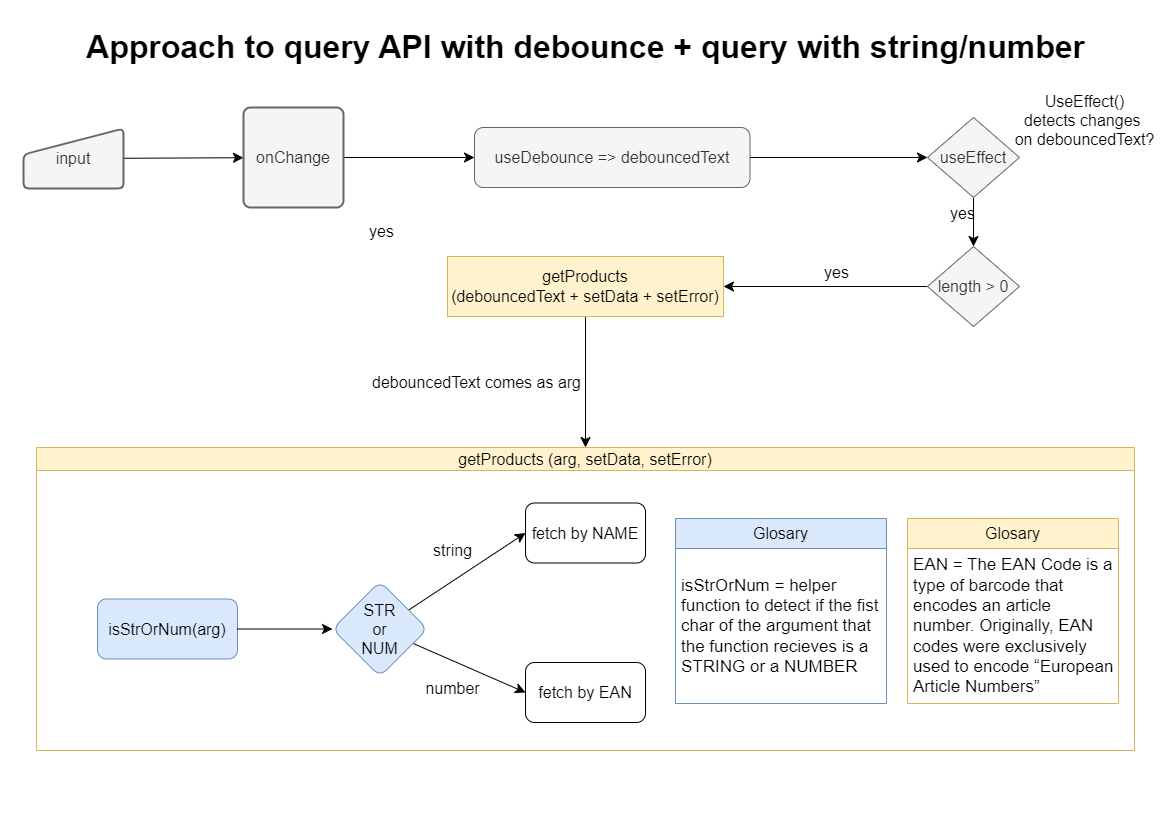 Approach to query API with debounce + query with string/number
UseEffect()
detects changes
on debouncedText?
input
onChange
useDebounce => debouncedText
useEffect
yes
yes
getProducts
(debouncedText + setData + setError)
yes
length > 0
debouncedText comes as arg
getProducts (arg, setData, setError)
isStrOrNum(arg)
STR
or
NUM
string
number
fetch by NAME
fetch by EAN
Glosary
isStrOrNum = helper
function to detect if the fist
char of the argument that
the function recieves is a
STRING or a NUMBER
Glosary
EAN = The EAN Code is a
type of barcode that
encodes an article
number. Originally, EAN
codes were exclusively
used to encode “European
Article Numbers”